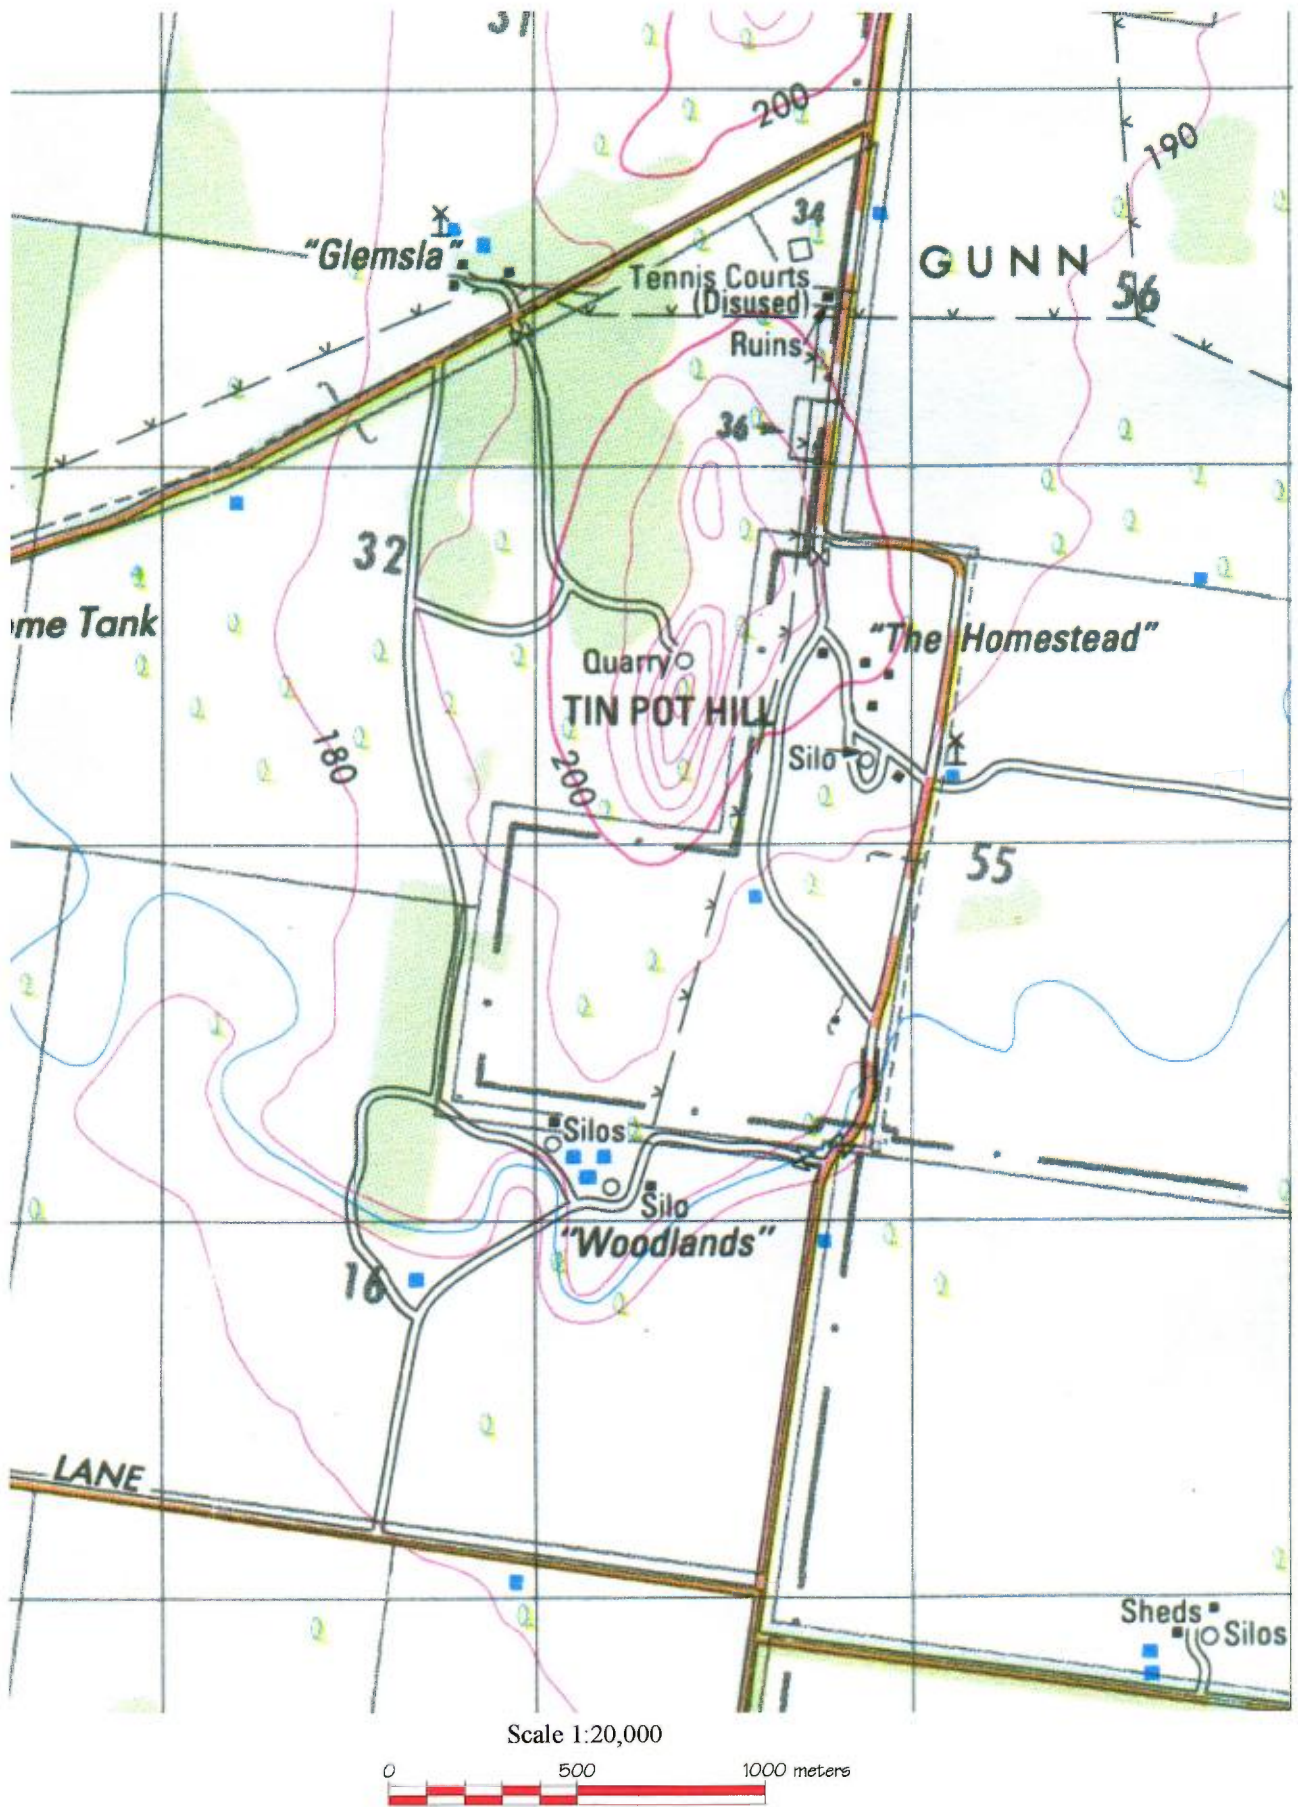 200
190
34
"Glemsla"
GUNN
Tennis Courts
(Disused)
56
Ruins
36
32
me Tank
"The Homestead"
Quarry
TIN POT HILL
180
200
Silo
55
Silos
Silo
"Woodlands"
16
LANE
Sheds
Silos
Scale 1:20,000
0 500 1000 meters